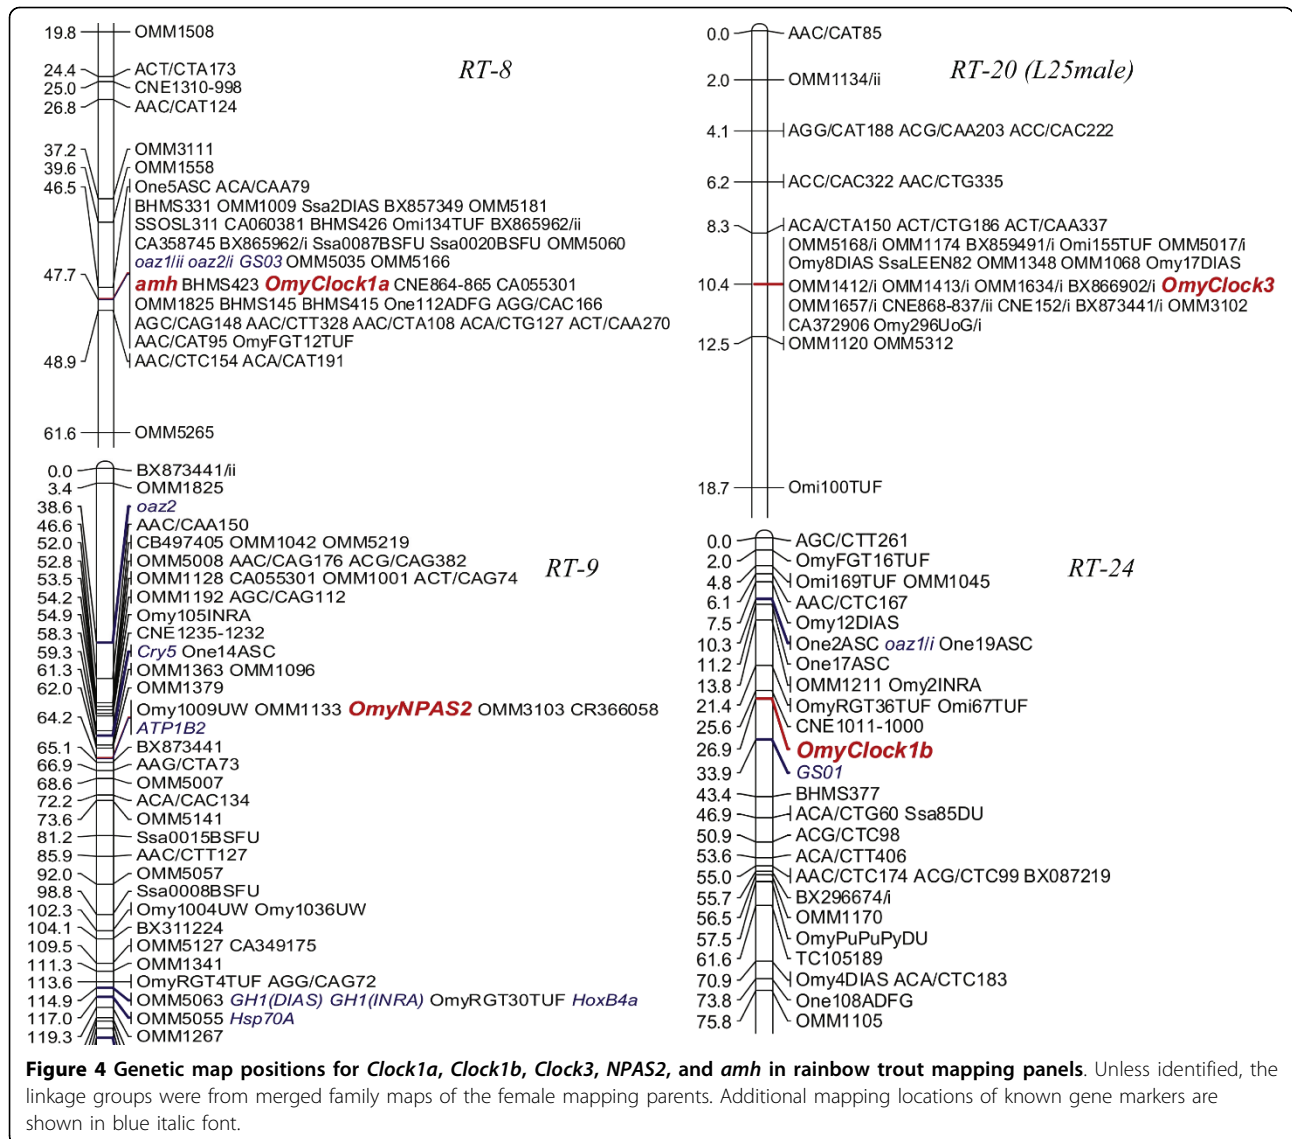 RT-8
19.8 OMM1508
24.4 ACT/CTA173
25.0 CNE1310-998
26.8 AAC/CAT124
37.2 OMM3111
39.6 OMM1558
46.5 One5ASC ACA/CAA79
BHMS331 OMM1009 Ssa2DIAS BX857349 OMM5181
SSOSL311 CA060381 BHMS426 Omi134TUF BX865962/ii
CA358745 BX865962/i Ssa0087BSFU Ssa0020BSFU OMM5060
oaz1/ii oaz2/i GS03 OMM5035 OMM5166
47.7 amh BHMS423 OmyClock1a CNE864-865 CA055301
OMM1825 BHMS145 BHMS415 One112ADFG AGG/CAC166
AGC/CAG148 AAC/CTT328 AAC/CTA108 ACA/CTG127 ACT/CAA270
AAC/CAT95 OmyFGT12TUF
48.9 AAC/CTC154 ACA/CAT191
61.6 OMM5265
RT-9
0.0 BX873441/ii
3.4 OMM1825
38.6 oaz2
46.6 AAC/CAA150
52.0 CB497405 OMM1042 OMM5219
52.8 OMM5008 AAC/CAG176 ACG/CAG382
53.5 OMM1128 CA055301 OMM1001 ACT/CAG74
54.2 OMM1192 AGC/CAG112
54.9 Omy105INRA
58.3 CNE1235-1232
59.3 Cry5 One14ASC
61.3 OMM1363 OMM1096
62.0 OMM1379
64.2 Omy1009UW OMM1133 OmyNPAS2 OMM3103 CR366058
ATP1B2
65.1 BX873441
66.9 AAG/CTA73
68.6 OMM5007
72.2 ACA/CAC134
73.6 OMM5141
81.2 Ssa0015BSFU
85.9 AAC/CTT127
92.0 OMM5057
98.8 Ssa0008BSFU
102.3 Omy1004UW Omy1036UW
104.1 BX311224
109.5 OMM5127 CA349175
111.3 OMM1341
113.6 OmyRGT4TUF AGG/CAG72
114.9 OMM5063 GH1(DIAS) GH1(INRA) OmyRGT30TUF HoxB4a
117.0 OMM5055 Hsp70A
119.3 OMM1267
RT-20 (L25male)
0.0 AAC/CAT85
2.0 OMM1134/ii
4.1 AGG/CAT188 ACG/CAA203 ACC/CAC222
6.2 ACC/CAC322 AAC/CTG335
8.3 ACA/CTA150 ACT/CTG186 ACT/CAA337
OMM5168/i OMM1174 BX859491/i Omi155TUF OMM5017/i
Omy8DIAS SsaLEEN82 OMM1348 OMM1068 Omy17DIAS
10.4 OMM1412/i OMM1413/i OMM1634/i BX866902/i OmyClock3
OMM1657/i CNE868-837/ii CNE152/i BX873441/i OMM3102
CA372906 Omy296UoG/i
12.5 OMM1120 OMM5312
18.7 Omi100TUF
RT-24
0.0 AGC/CTT261
2.0 OmyFGT16TUF
4.8 Omi169TUF OMM1045
6.1 AAC/CTC167
7.5 Omy12DIAS
10.3 One2ASC oaz1/i One19ASC
11.2 One17ASC
13.8 OMM1211 Omy2INRA
21.4 OmyRGT36TUF Omi67TUF
25.6 CNE1011-1000
26.9 OmyClock1b
33.9 GS01
43.4 BHMS377
46.9 ACA/CTG60 Ssa85DU
50.9 ACG/CTC98
53.6 ACA/CTT406
55.0 AAC/CTC174 ACG/CTC99 BX087219
55.7 BX296674/i
56.5 OMM1170
57.5 OmyPuPuPyDU
61.6 TC105189
70.9 Omy4DIAS ACA/CTC183
73.8 One108ADFG
75.8 OMM1105
Figure 4 Genetic map positions for Clock1a, Clock1b, Clock3, NPAS2, and amh in rainbow trout mapping panels. Unless identified, the
linkage groups were from merged family maps of the female mapping parents. Additional mapping locations of known gene markers are
shown in blue italic font.